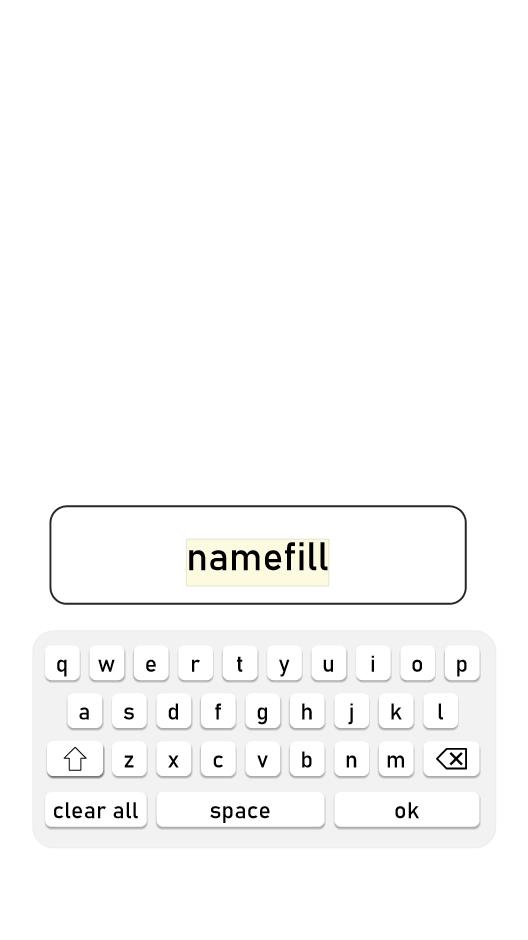 namefill
q w e r t y u i o p
a s d f g h j k l
z x c v b n m
clear all space ok